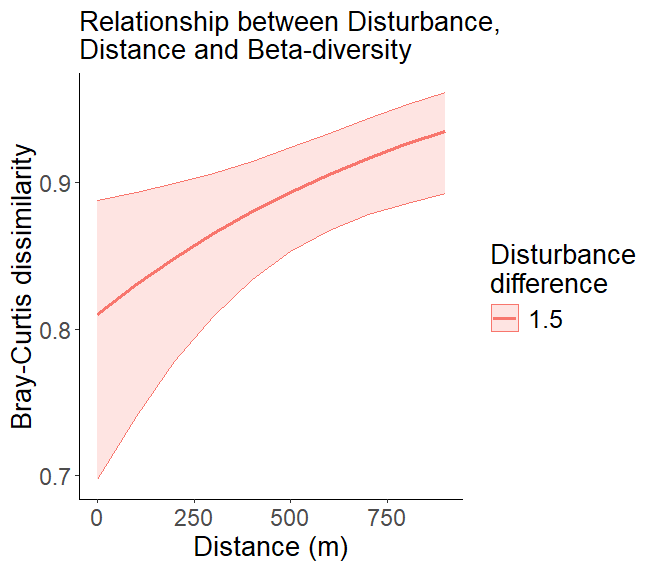 Relationship between Disturbance,
Distance and Beta-diversity
Bray-Curtis dissimilarity
0.9
0.8
0.7
0
250
500
750
Distance (m)
Disturbance
difference
1.5